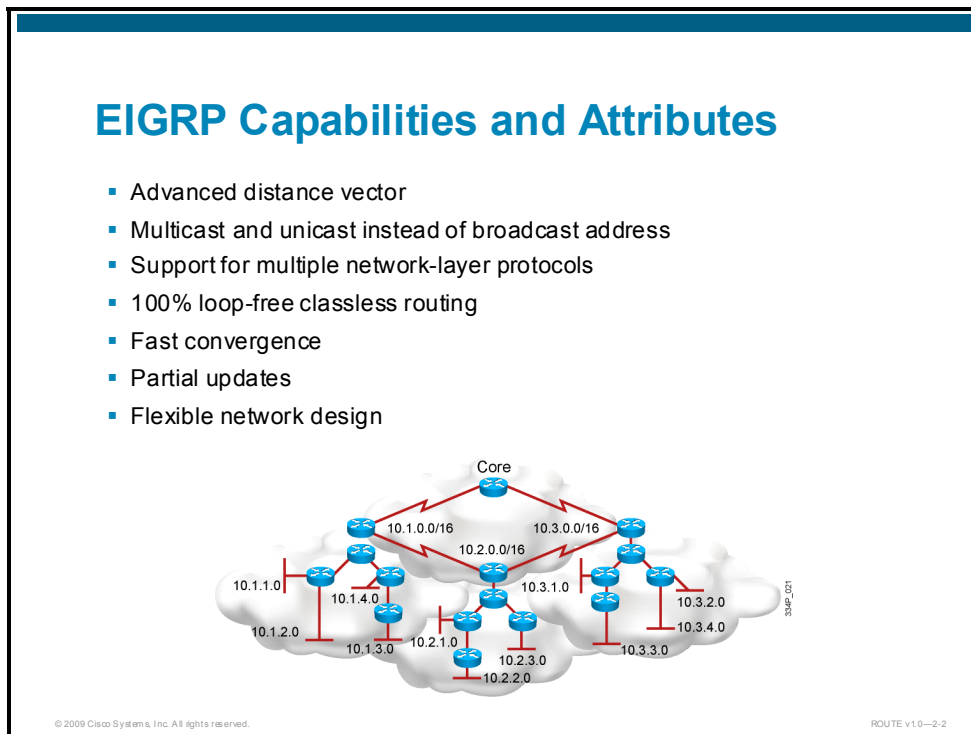 EIGRP Capabilities and Attributes
Advanced distance vector
Multicast and unicast instead of broadcast address
Support for multiple network-layer protocols
100% loop-free classless routing
Fast convergence
Partial updates
Flexible network design
Core
10.1.0.0/16
10.3.0.0/16
10.2.0.0/16
10.1.1.0
10.1.4.0
10.1.2.0
10.1.3.0
10.2.1.0
10.2.3.0
10.2.2.0
10.3.1.0
10.3.2.0
10.3.4.0
10.3.3.0
334P_021
© 2009 Cisco Systems, Inc. All rights reserved.
ROUTE v1.0—2-2